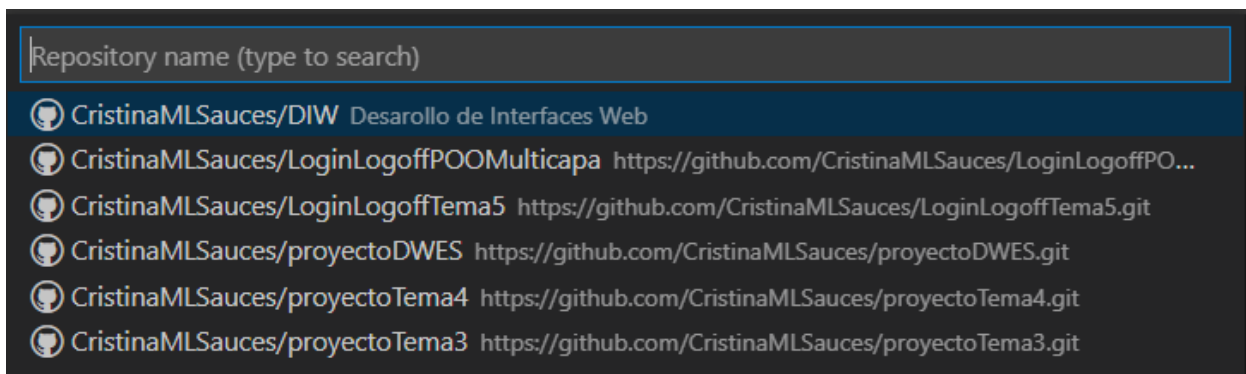 Repository name (type to search)
CristinaMLSauces/DIW Desarollo de Interfaces Web
CristinaMLSauces/LoginLogoffPOOMulticapa https://github.com/CristinaMLSauces/LoginLogoffPO...
CristinaMLSauces/LoginLogoffTema5 https://github.com/CristinaMLSauces/LoginLogoffTema5.git
CristinaMLSauces/proyectoDWES https://github.com/CristinaMLSauces/proyectoDWES.git
CristinaMLSauces/proyectoTema4 https://github.com/CristinaMLSauces/proyectoTema4.git
CristinaMLSauces/proyectoTema3 https://github.com/CristinaMLSauces/proyectoTema3.git